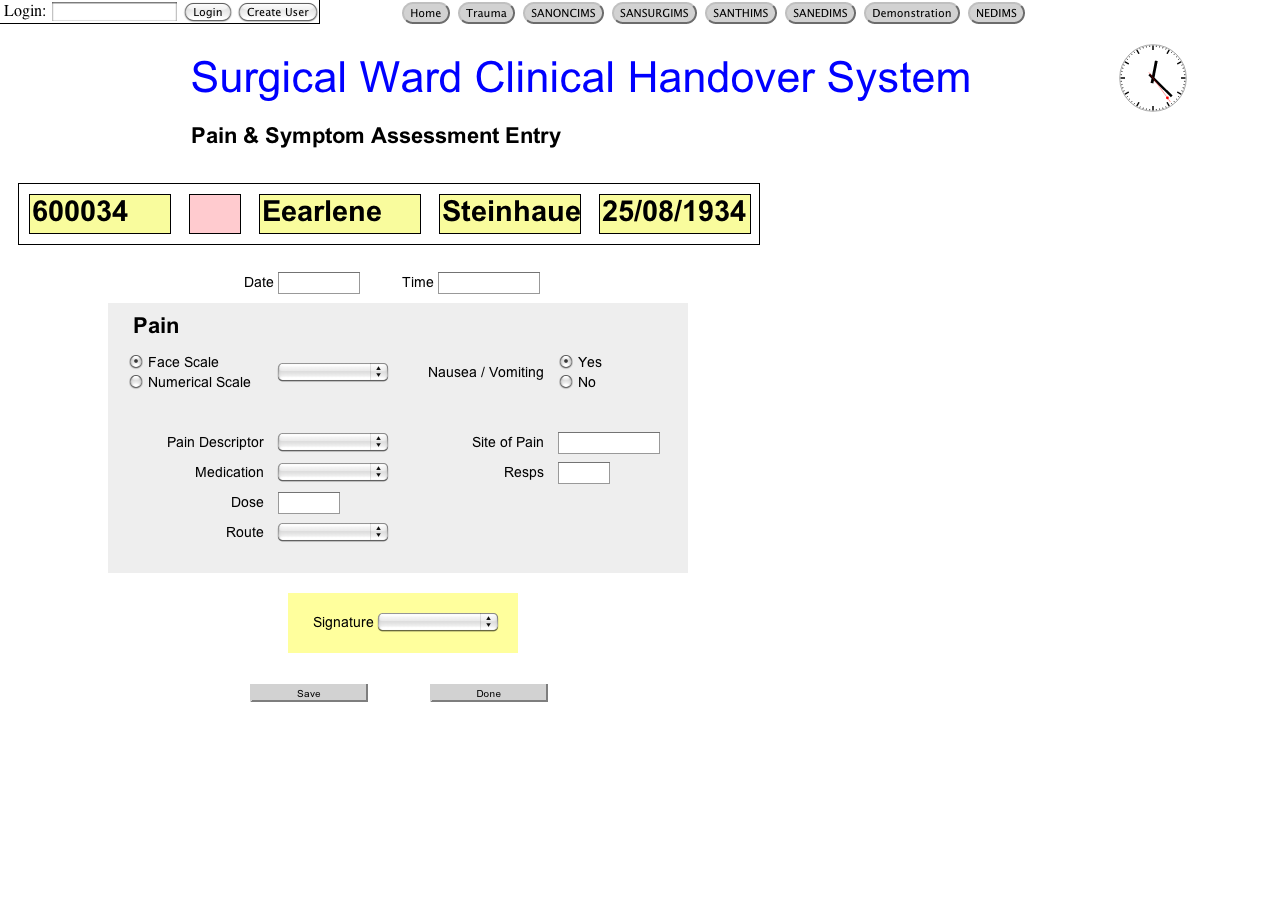 Login: Login Create User Home Trauma SANONCIMS SANSURGIMS SANTHIMS SANEDIMS Demonstration NEDIMS
Surgical Ward Clinical Handover System
Pain & Symptom Assessment Entry
600034 Eearlene Steinhaue 25/08/1934
Date Time
Pain
Face Scale
Numerical Scale
Nausea / Vomiting
Yes
No
Pain Descriptor Site of Pain
Medication Resps
Dose
Route
Signature
Save Done